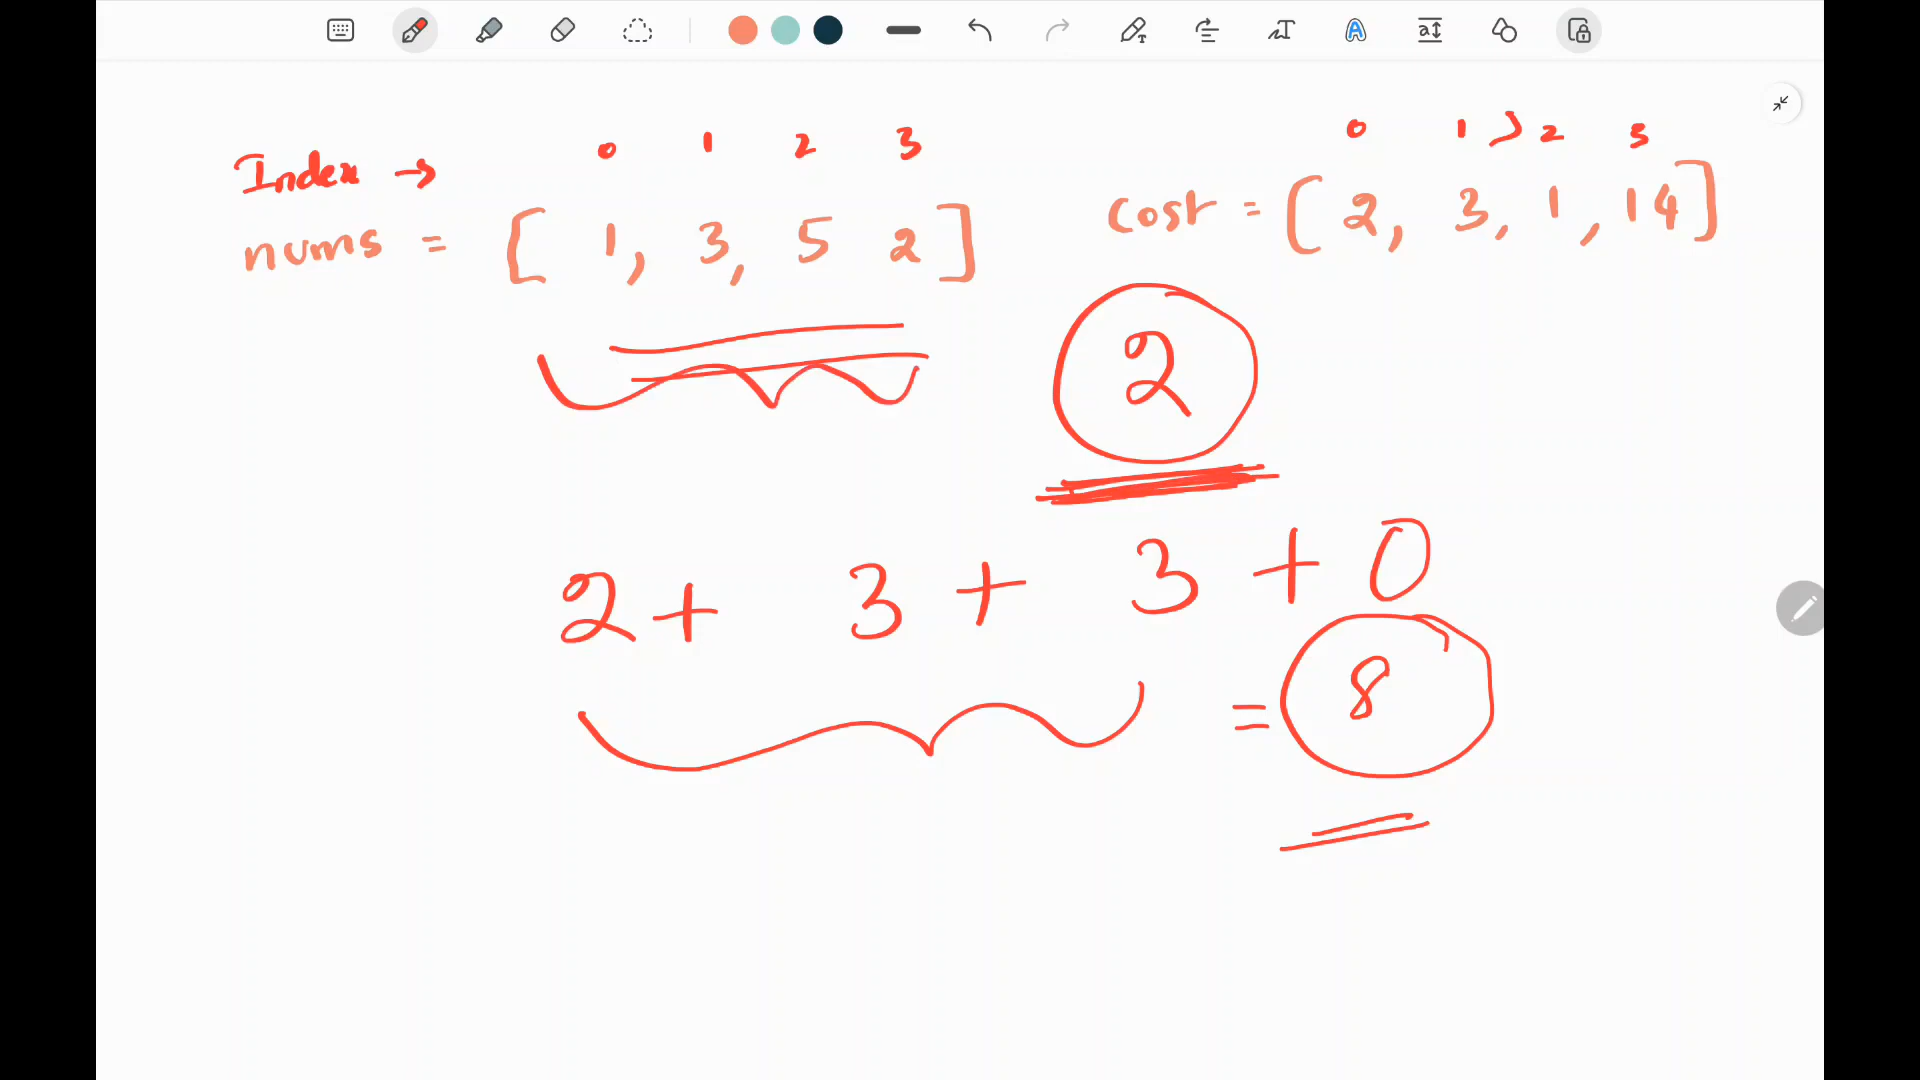 Index → 0 1 2 3
nums = [ 1, 3, 5 2 ]
0 1 2 3
cost = [ 2, 3, 1, 14 ]
2
2 + 3 + 3 + 0
= 8